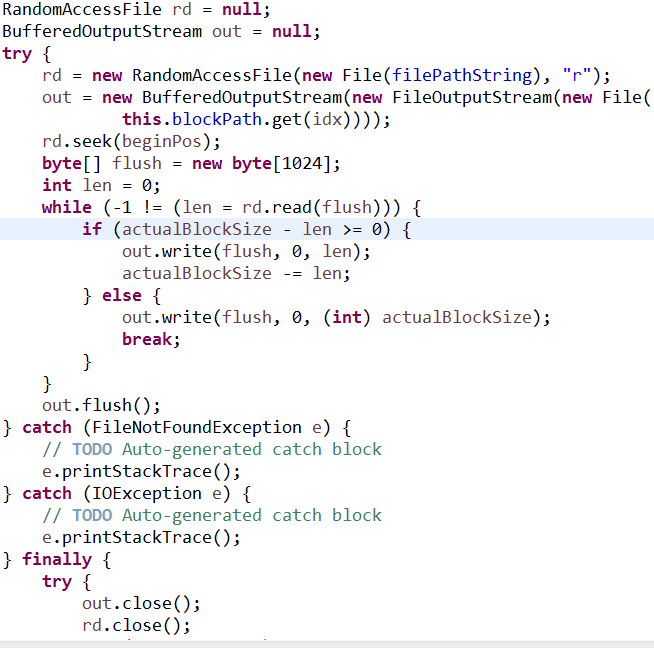 RandomAccessFile rd = null;
BufferedOutputStream out = null;
try {
    rd = new RandomAccessFile(new File(filePathString), "r");
    out = new BufferedOutputStream(new FileOutputStream(new File(
            this.blockPath.get(idx))));
    rd.seek(beginPos);
    byte[] flush = new byte[1024];
    int len = 0;
    while (-1 != (len = rd.read(flush))) {
        if (actualBlockSize - len >= 0) {
            out.write(flush, 0, len);
            actualBlockSize -= len;
        } else {
            out.write(flush, 0, (int) actualBlockSize);
            break;
        }
    }
    out.flush();
} catch (FileNotFoundException e) {
    // TODO Auto-generated catch block
    e.printStackTrace();
} catch (IOException e) {
    // TODO Auto-generated catch block
    e.printStackTrace();
} finally {
    try {
        out.close();
        rd.close();